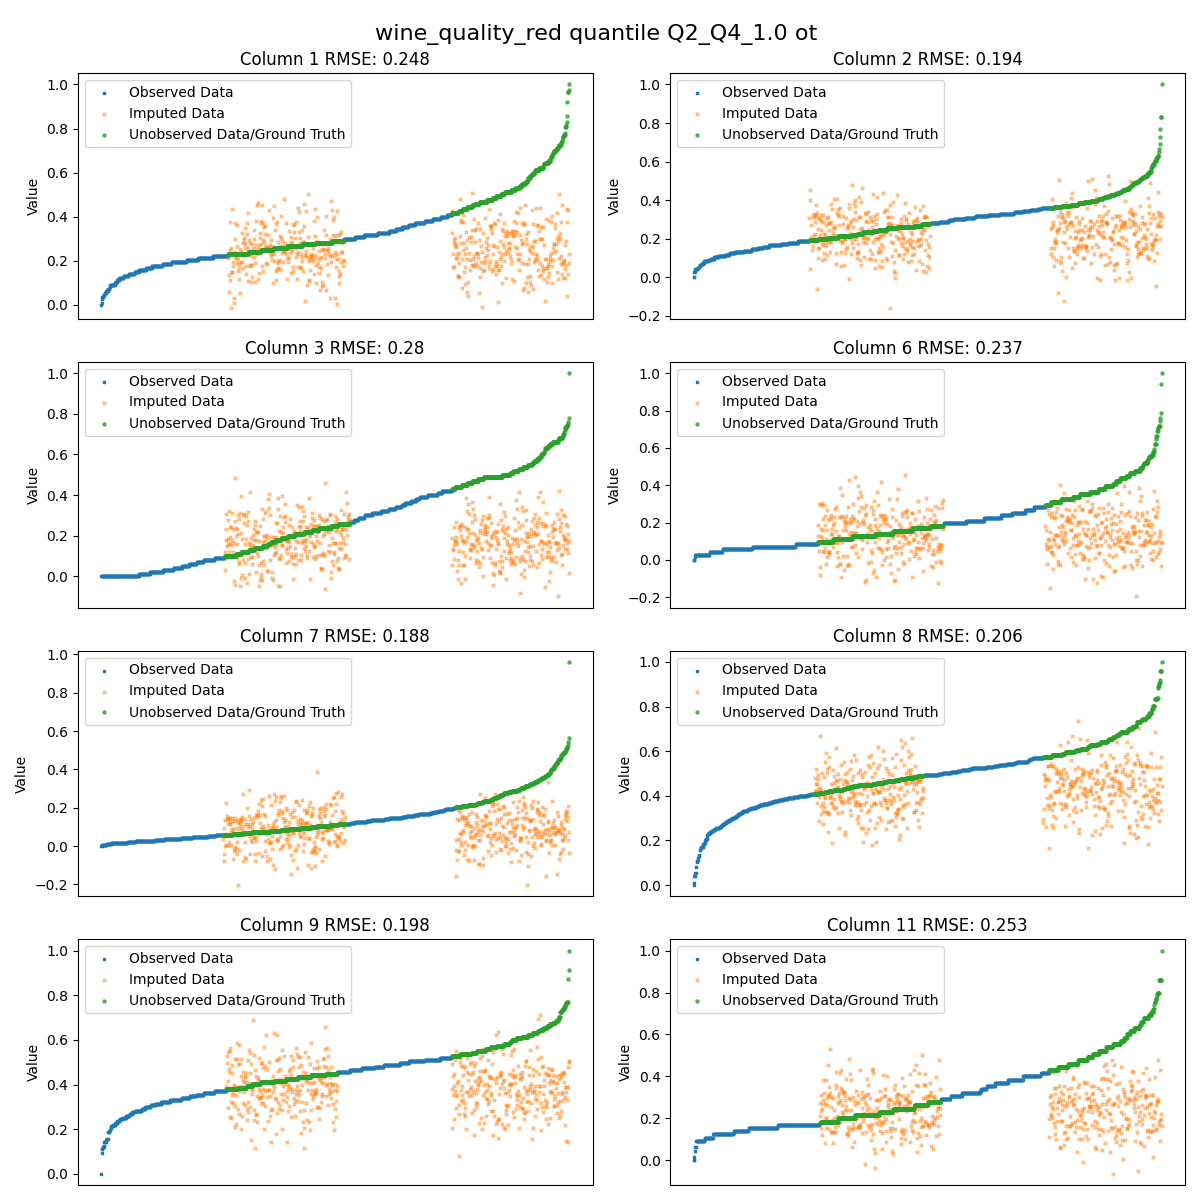 wine_quality_red quantile Q2_Q4_1.0 ot
Column 1 RMSE: 0.248
Value
1.0
0.8
0.6
0.4
0.2
0.0
Observed Data
Imputed Data
Unobserved Data/Ground Truth
Column 2 RMSE: 0.194
Value
1.0
0.8
0.6
0.4
0.2
0.0
−0.2
Observed Data
Imputed Data
Unobserved Data/Ground Truth
Column 3 RMSE: 0.28
Value
1.0
0.8
0.6
0.4
0.2
0.0
Observed Data
Imputed Data
Unobserved Data/Ground Truth
Column 6 RMSE: 0.237
Value
1.0
0.8
0.6
0.4
0.2
0.0
−0.2
Observed Data
Imputed Data
Unobserved Data/Ground Truth
Column 7 RMSE: 0.188
Value
1.0
0.8
0.6
0.4
0.2
0.0
−0.2
Observed Data
Imputed Data
Unobserved Data/Ground Truth
Column 8 RMSE: 0.206
Value
1.0
0.8
0.6
0.4
0.2
0.0
Observed Data
Imputed Data
Unobserved Data/Ground Truth
Column 9 RMSE: 0.198
Value
1.0
0.8
0.6
0.4
0.2
0.0
Observed Data
Imputed Data
Unobserved Data/Ground Truth
Column 11 RMSE: 0.253
Value
1.0
0.8
0.6
0.4
0.2
0.0
Observed Data
Imputed Data
Unobserved Data/Ground Truth